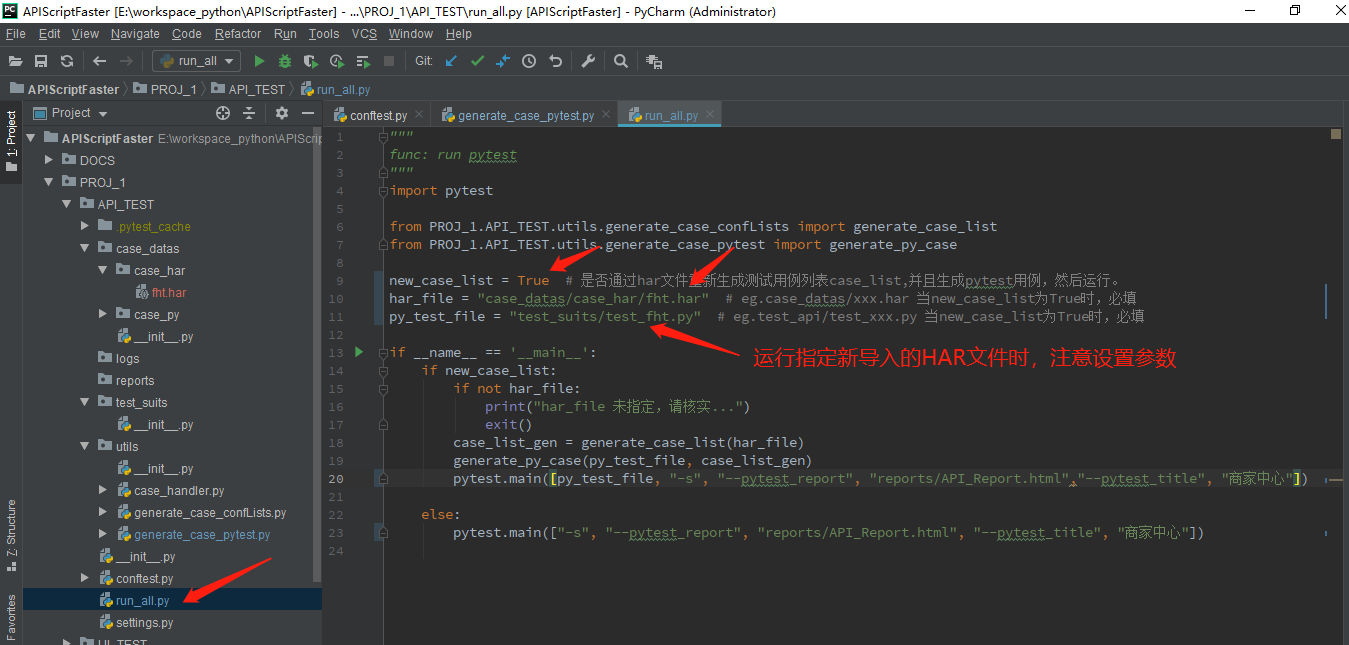 APIScriptFaster [E:\workspace_python\APIScriptFaster] - ...\PROJ_1\API_TEST\run_all.py [APIScriptFaster] - PyCharm (Administrator)
File Edit View Navigate Code Refactor Run Tools VCS Window Help
run_all Git:
APIScriptFaster PROJ_1 API_TEST run_all.py
1: Project
Z: Structure
Favorites
Project
APIScriptFaster E:\workspace_python\APIScrip
DOCS
PROJ_1
API_TEST
.pytest_cache
case_datas
case_har
fht.har
case_py
__init__.py
logs
reports
test_suits
__init__.py
utils
__init__.py
case_handler.py
generate_case_confLists.py
generate_case_pytest.py
__init__.py
conftest.py
run_all.py
settings.py
UI_TEST
conftest.py generate_case_pytest.py run_all.py
1 """
2 func: run pytest
3 """
4 import pytest
5
6 from PROJ_1.API_TEST.utils.generate_case_confLists import generate_case_list
7 from PROJ_1.API_TEST.utils.generate_case_pytest import generate_py_case
8
9 new_case_list = True # 是否通过har文件重新生成测试用例列表case_list,并且生成pytest用例，然后运行。
10 har_file = "case_datas/case_har/fht.har" # eg.case_datas/xxx.har 当new_case_list为True时，必填
11 py_test_file = "test_suits/test_fht.py" # eg.test_api/test_xxx.py 当new_case_list为True时，必填
12
13 if __name__ == '__main__':
运行指定新导入的HAR文件时，注意设置参数
14 if new_case_list:
15 if not har_file:
16 print("har_file 未指定，请核实...")
17 exit()
18 case_list_gen = generate_case_list(har_file)
19 generate_py_case(py_test_file, case_list_gen)
20 pytest.main([py_test_file, "-s", "--pytest_report", "reports/API_Report.html","--pytest_title", "商家中心"])
21
22 else:
23 pytest.main(["-s", "--pytest_report", "reports/API_Report.html", "--pytest_title", "商家中心"])
24